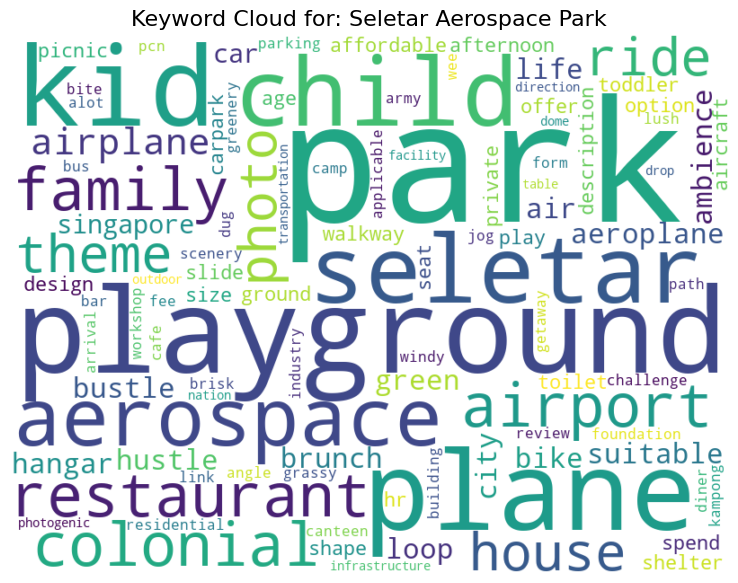 Keyword Cloud for: Seletar Aerospace Park
picnic pcn car parking affordable afternoon ride
kid child wee life direction toddler
bite alot carpark greenery age army offer option
airplane photo park dome lush description ambience aircraft
bus family camp applicable facility private form drop
transportation table air
singapore dug walkway jog play aeroplane
theme scenery slide seat seletar path
design outdoor size ground
bar fee playground getaway
arrival workshop cafe industry windy
bustle brisk nation green toilet challenge
aerospace airport
hangar hustle link angle brunch grassy review foundation city bike suitable
restaurant hr building plane diner kampong
photogenic residential canteen
colonial shape loop house spend
infrastructure shelter